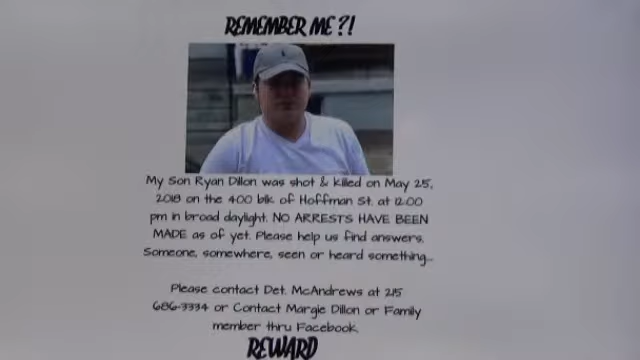 REMEMBER ME?!
My Son Ryan Dillon was shot & killed on May 25,
2018 on the 400 blk of Hoffman St. at 12:00
pm in broad daylight. NO ARRESTS HAVE BEEN
MADE as of yet. Please help us find answers.
Someone, somewhere, seen or heard something...
Please contact Det. McAndrews at 215
686-3334 or Contact Margie Dillon or Family
member thru Facebook.
REWARD